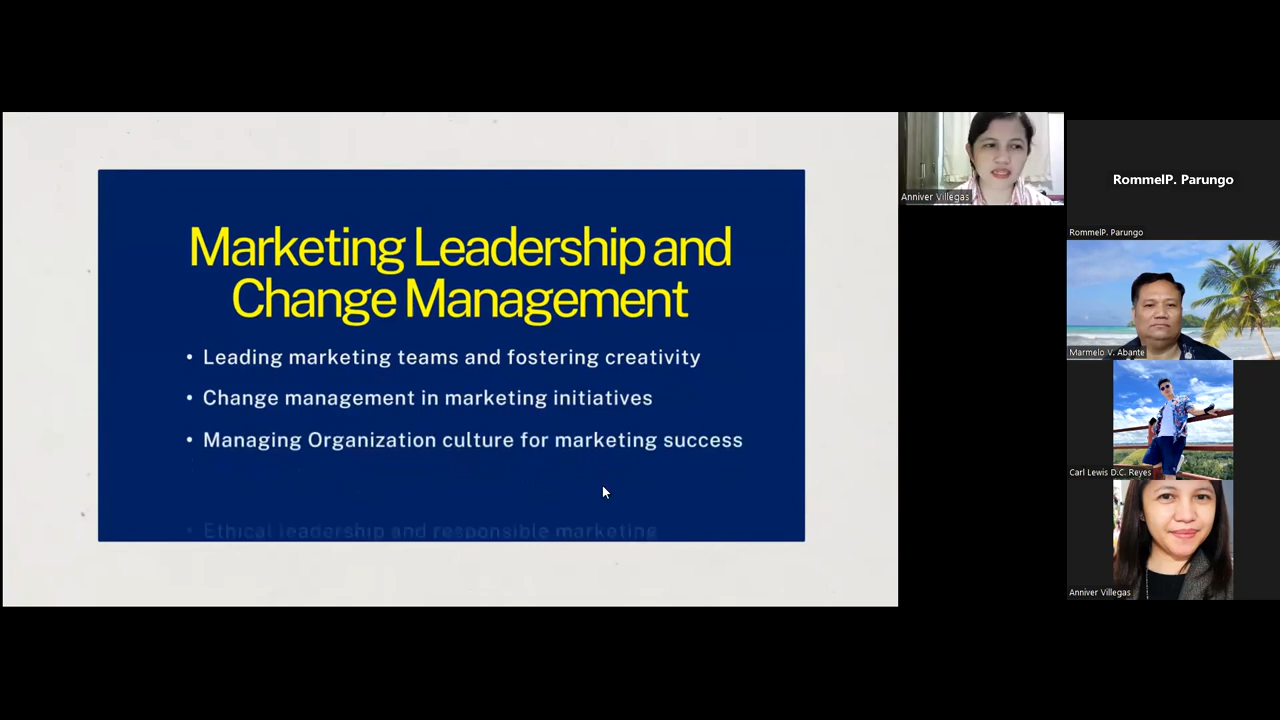 Marketing Leadership and
Change Management
• Leading marketing teams and fostering creativity
• Change management in marketing initiatives
• Managing Organization culture for marketing success
• Ethical leadership and responsible marketing
Anniver Villegas
RommelP. Parungo
RommelP. Parungo
Marmelo V. Abante
Carl Lewis D.C. Reyes
Anniver Villegas